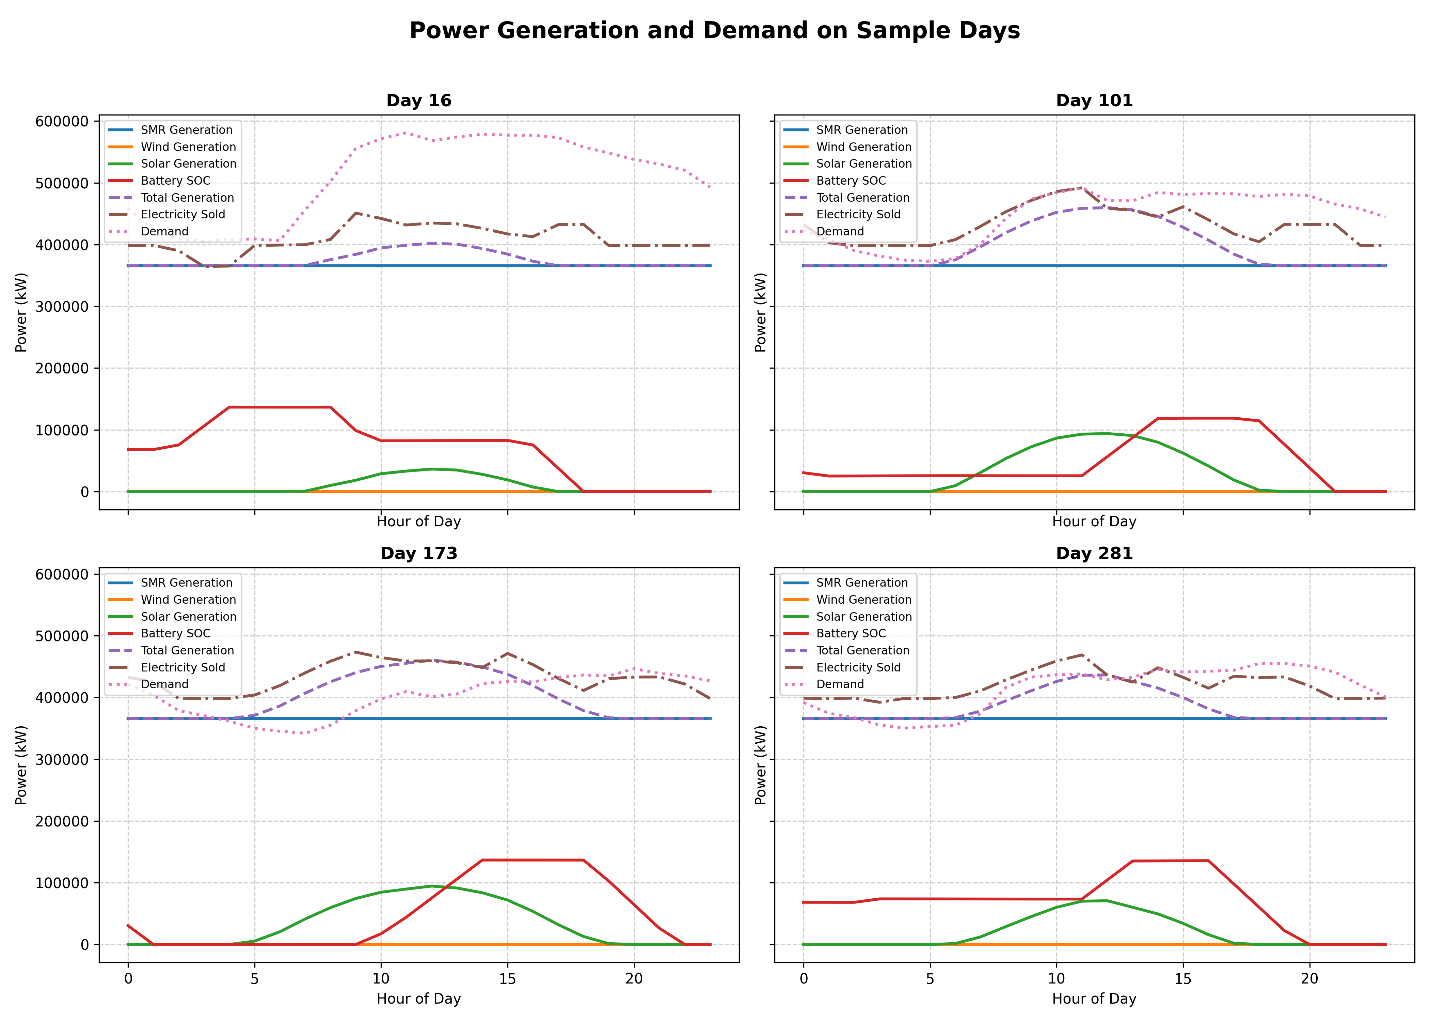 Power Generation and Demand on Sample Days
Day 16
600000
500000
400000
300000
200000
100000
0
Power (kW)
SMR Generation
Wind Generation
Solar Generation
Battery SOC
Total Generation
Electricity Sold
Demand
Hour of Day
Day 101
Power (kW)
SMR Generation
Wind Generation
Solar Generation
Battery SOC
Total Generation
Electricity Sold
Demand
Hour of Day
Day 173
600000
500000
400000
300000
200000
100000
0
Power (kW)
SMR Generation
Wind Generation
Solar Generation
Battery SOC
Total Generation
Electricity Sold
Demand
0 5 10 15 20
Hour of Day
Day 281
Power (kW)
SMR Generation
Wind Generation
Solar Generation
Battery SOC
Total Generation
Electricity Sold
Demand
0 5 10 15 20
Hour of Day